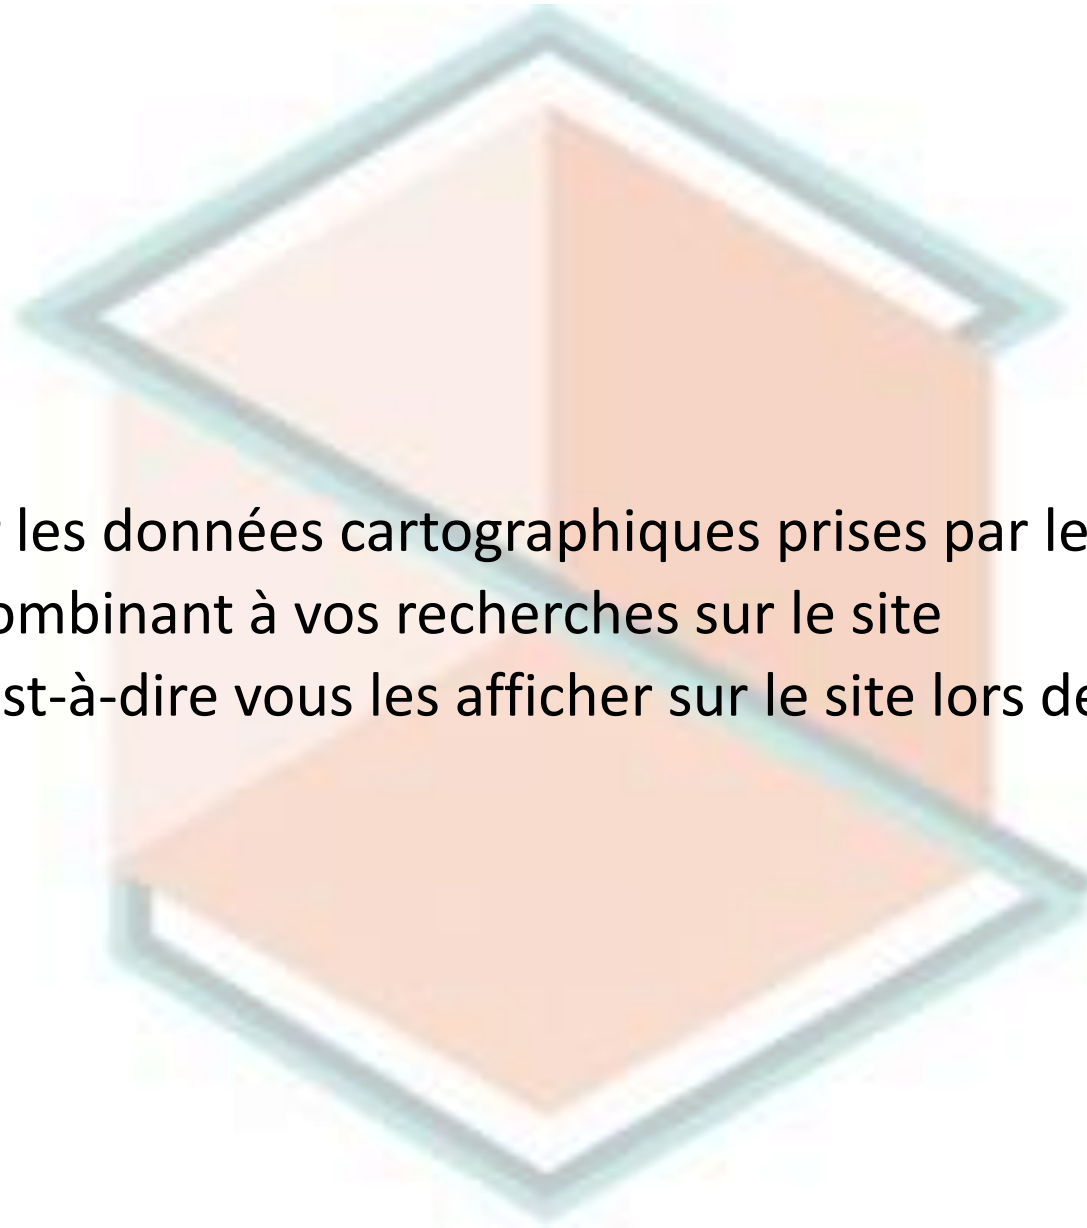 les données cartographiques prises par le
ombinant à vos recherches sur le site
st-à-dire vous les afficher sur le site lors de